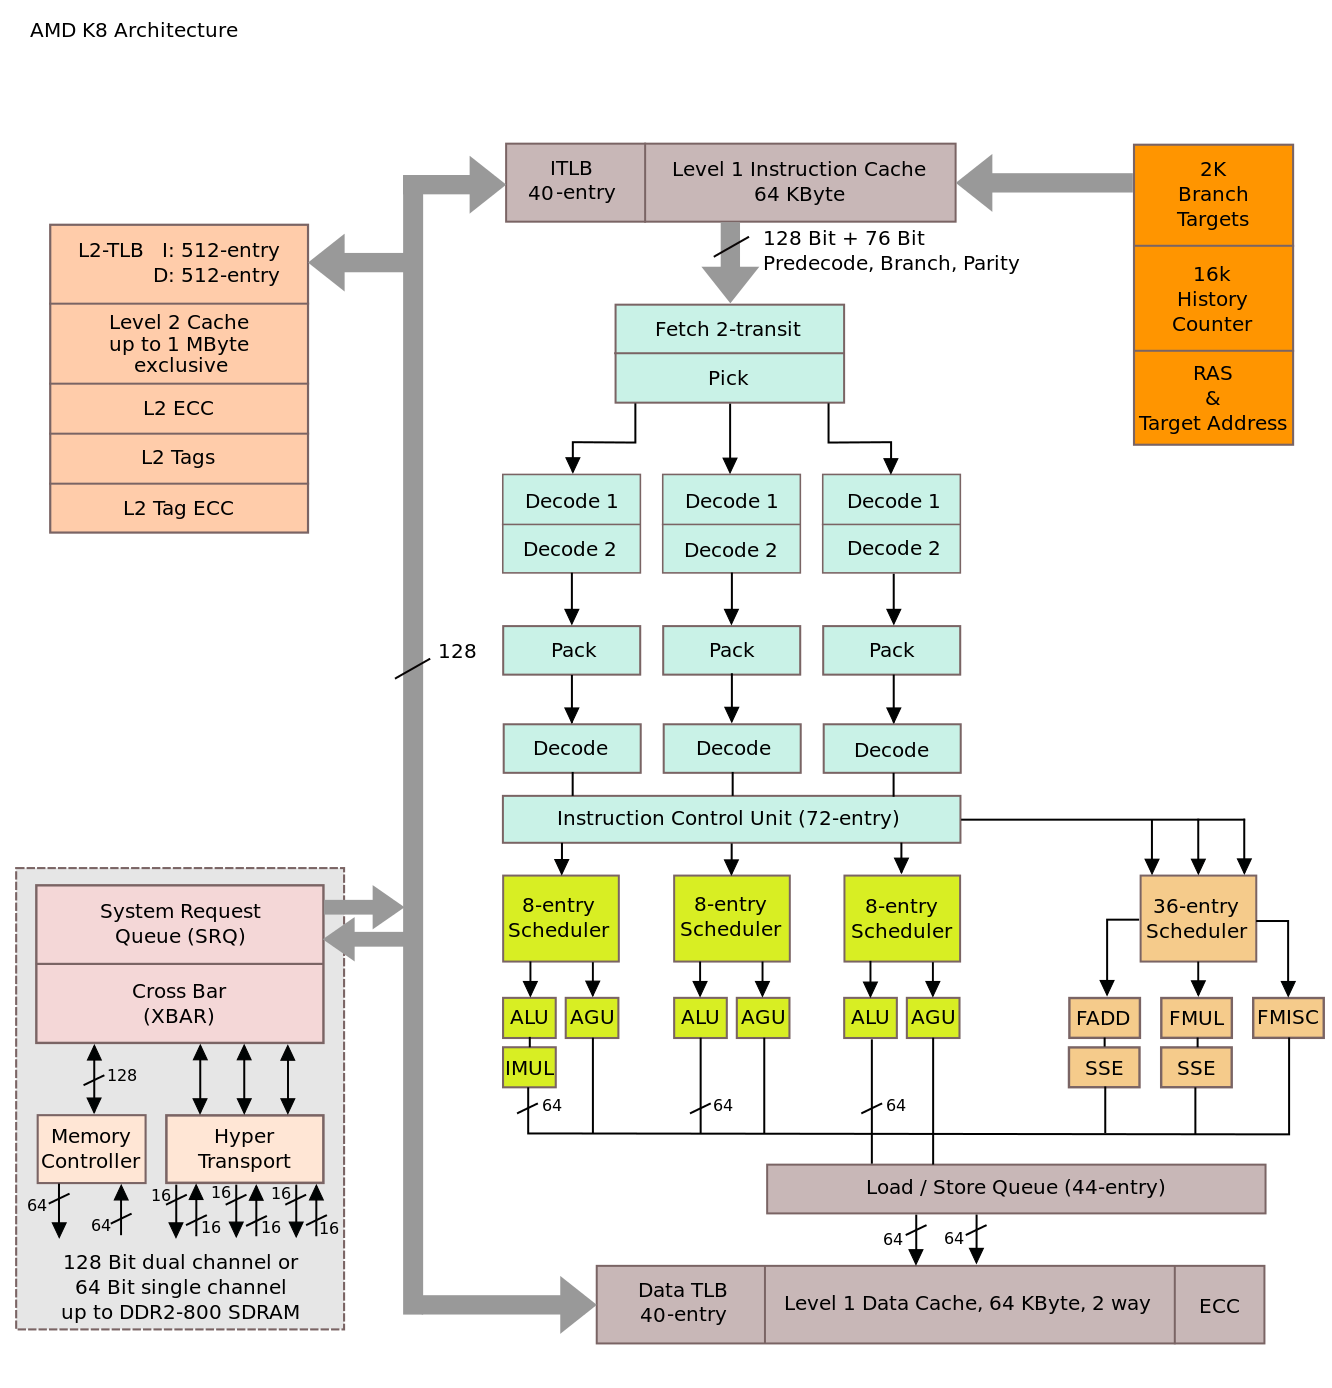 AMD K8 Architecture
ITLB
40-entry
Level 1 Instruction Cache
64 KByte
2K
Branch
Targets
16k
History
Counter
RAS
&
Target Address
L2-TLB I: 512-entry
D: 512-entry
Level 2 Cache
up to 1 MByte
exclusive
L2 ECC
L2 Tags
L2 Tag ECC
128 Bit + 76 Bit
Predecode, Branch, Parity
Fetch 2-transit
Pick
Decode 1
Decode 1
Decode 1
Decode 2
Decode 2
Decode 2
128
Pack
Pack
Pack
Decode
Decode
Decode
Instruction Control Unit (72-entry)
8-entry
Scheduler
8-entry
Scheduler
8-entry
Scheduler
36-entry
Scheduler
ALU
AGU
ALU
AGU
ALU
AGU
FADD
FMUL
FMISC
IMUL
SSE
SSE
64
64
64
System Request
Queue (SRQ)
Cross Bar
(XBAR)
128
Memory
Controller
Hyper
Transport
64
64
16
16
16
16
16
16
128 Bit dual channel or
64 Bit single channel
up to DDR2-800 SDRAM
Load / Store Queue (44-entry)
64
64
Data TLB
40-entry
Level 1 Data Cache, 64 KByte, 2 way
ECC